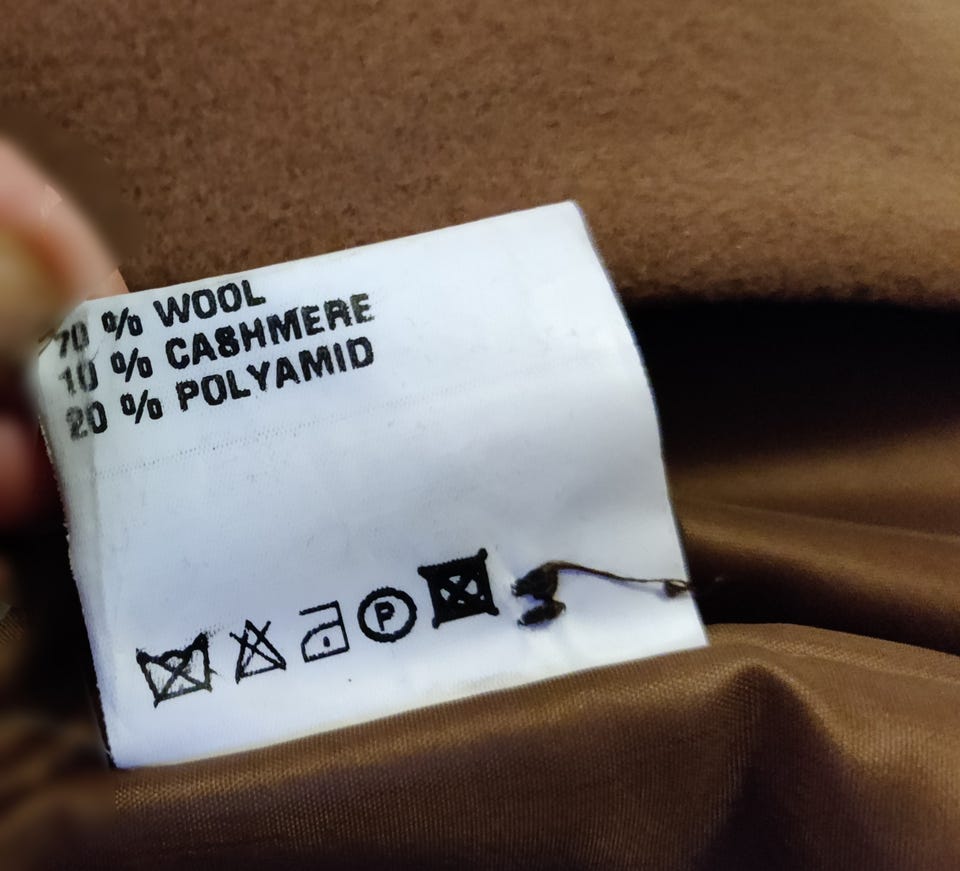 70 % WOOL
10 % CASHMERE
20 % POLYAMID
P